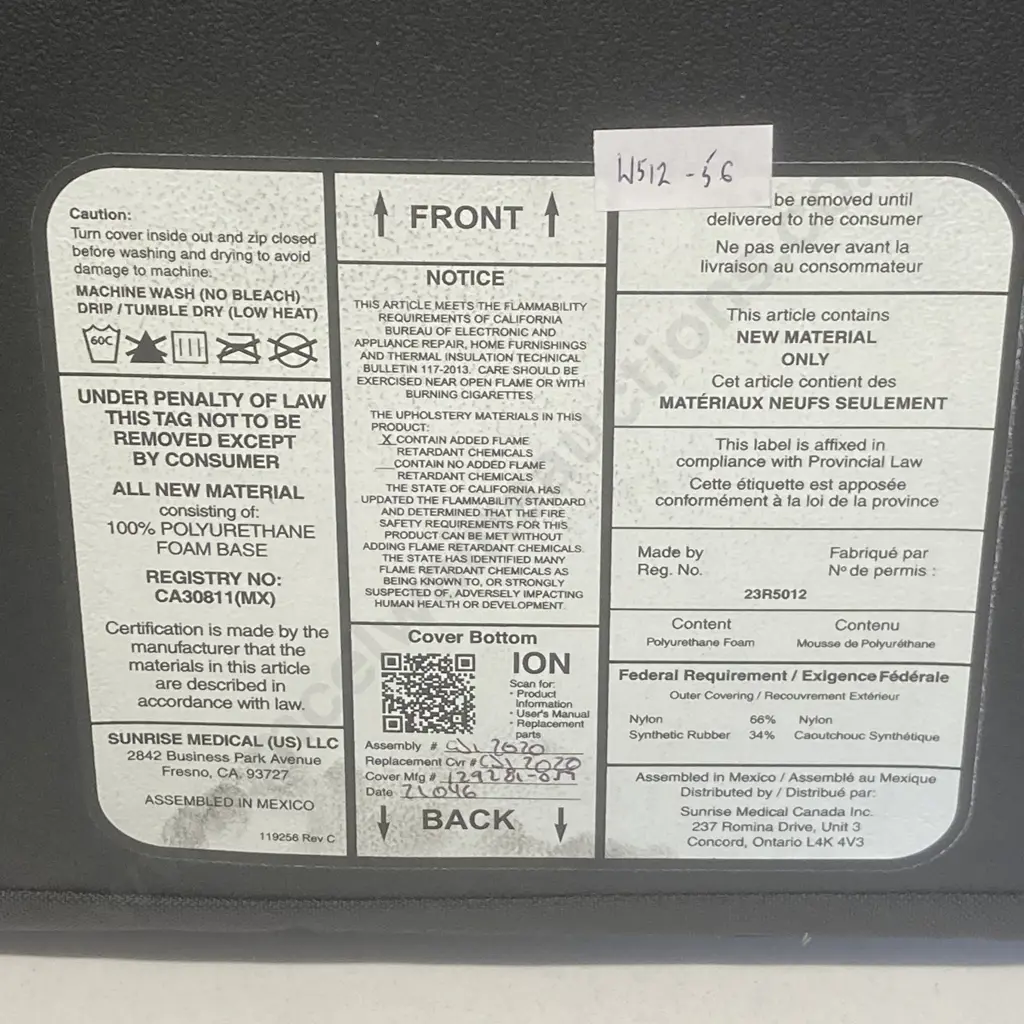 W512-56
Caution:
Turn cover inside out and zip closed
before washing and drying to avoid
damage to machine.
MACHINE WASH (NO BLEACH)
DRIP / TUMBLE DRY (LOW HEAT)
60C
UNDER PENALTY OF LAW
THIS TAG NOT TO BE
REMOVED EXCEPT
BY CONSUMER
ALL NEW MATERIAL
consisting of:
100% POLYURETHANE
FOAM BASE
REGISTRY NO:
CA30811(MX)
Certification is made by the
manufacturer that the
materials in this article
are described in
accordance with law.
SUNRISE MEDICAL (US) LLC
2842 Business Park Avenue
Fresno, CA, 93727
ASSEMBLED IN MEXICO
119256 Rev C
FRONT
NOTICE
THIS ARTICLE MEETS THE FLAMMABILITY
REQUIREMENTS OF CALIFORNIA
BUREAU OF ELECTRONIC AND
APPLIANCE REPAIR, HOME FURNISHINGS
AND THERMAL INSULATION TECHNICAL
BULLETIN 117-2013. CARE SHOULD BE
EXERCISED NEAR OPEN FLAME OR WITH
BURNING CIGARETTES.
THE UPHOLSTERY MATERIALS IN THIS
PRODUCT:
X CONTAIN ADDED FLAME
RETARDANT CHEMICALS
__CONTAIN NO ADDED FLAME
RETARDANT CHEMICALS
THE STATE OF CALIFORNIA HAS
UPDATED THE FLAMMABILITY STANDARD
AND DETERMINED THAT THE FIRE
SAFETY REQUIREMENTS FOR THIS
PRODUCT CAN BE MET WITHOUT
ADDING FLAME RETARDANT CHEMICALS.
THE STATE HAS IDENTIFIED MANY
FLAME RETARDANT CHEMICALS AS
BEING KNOWN TO, OR STRONGLY
SUSPECTED OF, ADVERSELY IMPACTING
HUMAN HEALTH OR DEVELOPMENT.
Cover Bottom
ION
Scan for:
• Product
Information
• User's Manual
• Replacement
parts
Assembly # 2020
Replacement Cvr # 2020
Cover Mfg # 129281-
Date 21046
BACK
be removed until
delivered to the consumer
Ne pas enlever avant la
livraison au consommateur
This article contains
NEW MATERIAL
ONLY
Cet article contient des
MATÉRIAUX NEUFS SEULEMENT
This label is affixed in
compliance with Provincial Law
Cette étiquette est apposée
conformément à la loi de la province
Made by Fabriqué par
Reg. No. Nº de permis :
23R5012
Content Contenu
Polyurethane Foam Mousse de Polyuréthane
Federal Requirement / Exigence Fédérale
Outer Covering / Recouvrement Extérieur
Nylon 66% Nylon
Synthetic Rubber 34% Caoutchouc Synthétique
Assembled in Mexico / Assemblé au Mexique
Distributed by / Distribué par:
Sunrise Medical Canada Inc.
237 Romina Drive, Unit 3
Concord, Ontario L4K 4V3